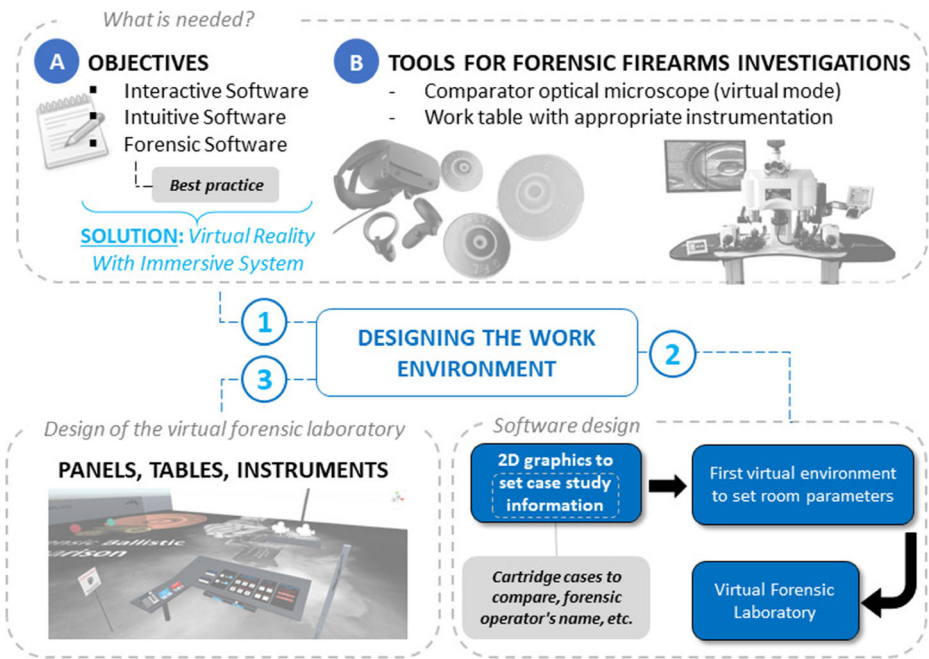 What is needed?
A
OBJECTIVES
Interactive Software
Intuitive Software
Forensic Software
Best practice
SOLUTION: Virtual Reality
With Immersive System
B
TOOLS FOR FORENSIC FIREARMS INVESTIGATIONS
- Comparator optical microscope (virtual mode)
- Work table with appropriate instrumentation
1
DESIGNING THE WORK
ENVIRONMENT
2
3
Design of the virtual forensic laboratory
PANELS, TABLES, INSTRUMENTS
Software design
2D graphics to
set case study
information
First virtual environment
to set room parameters
Cartridge cases to
compare, forensic
operator's name, etc.
Virtual Forensic
Laboratory